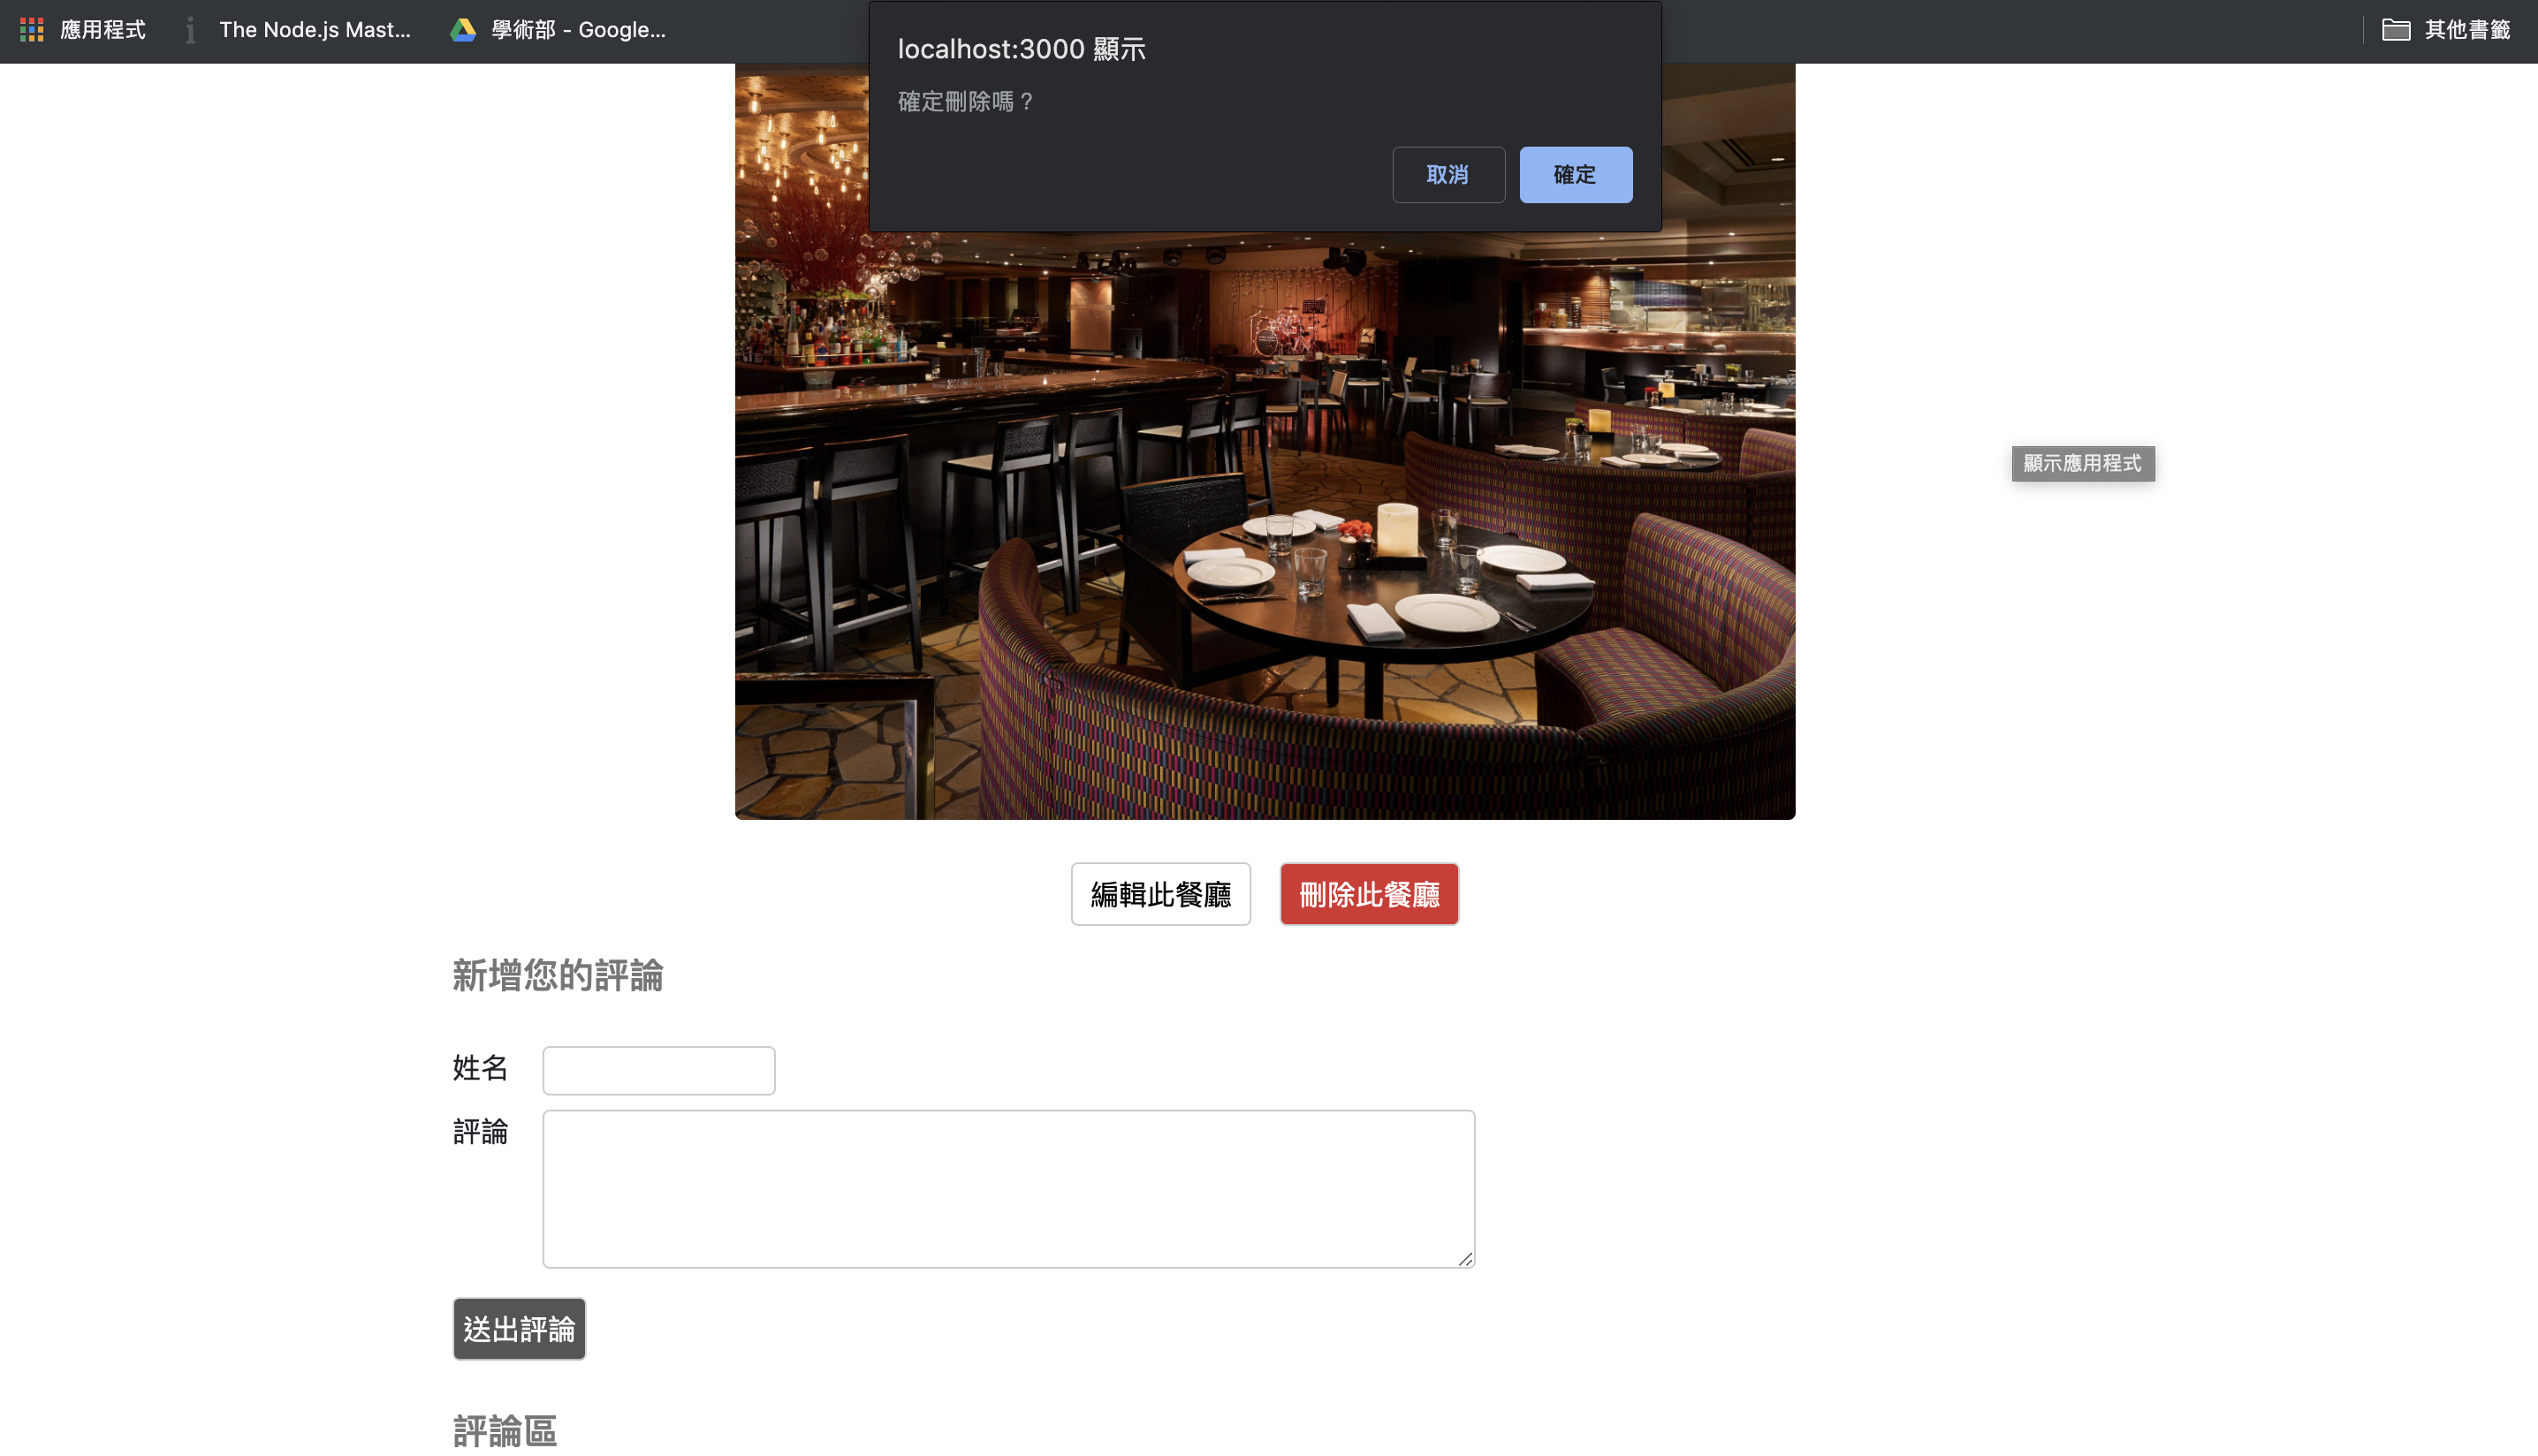 應用程式
The Node.js Mast...
學術部 - Google...
其他書籤
localhost:3000 顯示
確定刪除嗎？
取消
確定
顯示應用程式
編輯此餐廳
刪除此餐廳
新增您的評論
姓名
評論
送出評論
評論區